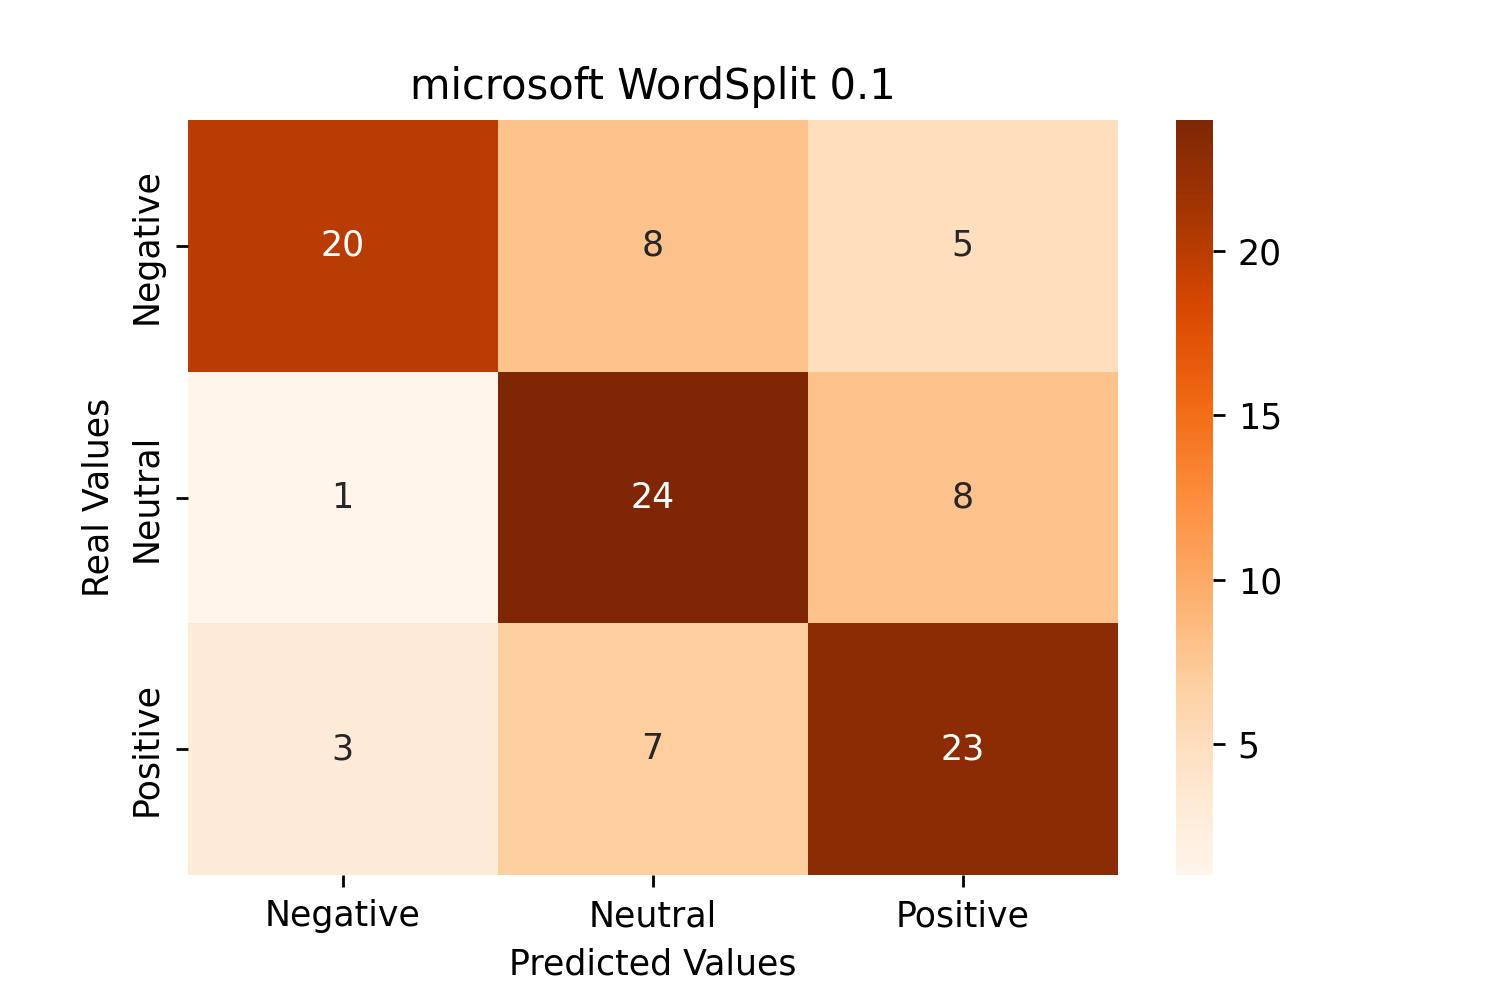 microsoft WordSplit 0.1
Real Values
Negative
20 8 5
Neutral
1 24 8
Positive
3 7 23
Negative Neutral Positive
Predicted Values
20
15
10
5